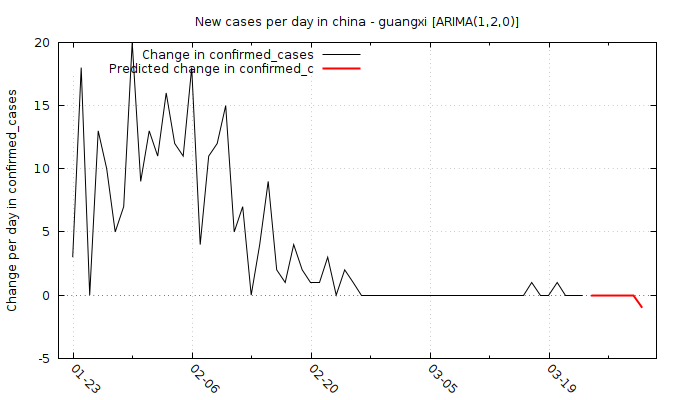 New cases per day in china - guangxi [ARIMA(1,2,0)]
Change in confirmed_cases
Predicted change in confirmed_c
Change per day in confirmed_cases
20
15
10
5
0
-5
01-23
02-06
02-20
03-05
03-19